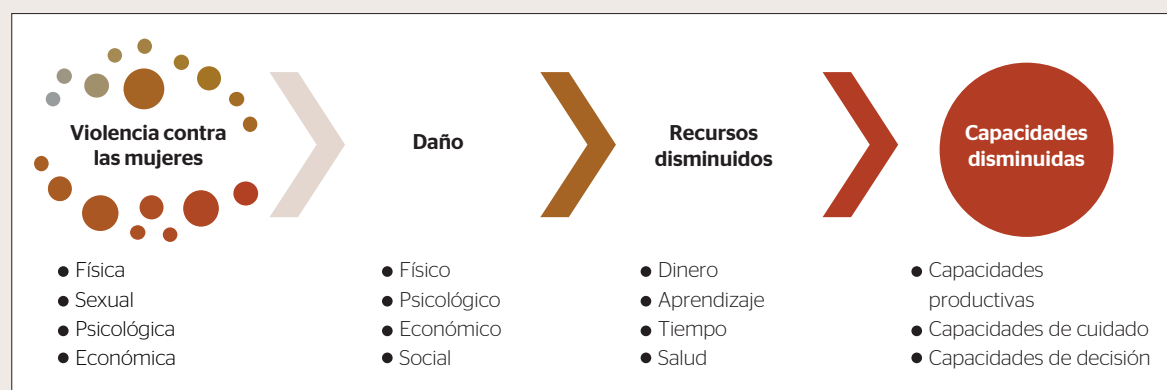 Violencia contra
las mujeres
Daño
Recursos
disminuidos
Capacidades
disminuidas
● Física
● Sexual
● Psicológica
● Económica
● Físico
● Psicológico
● Económico
● Social
● Dinero
● Aprendizaje
● Tiempo
● Salud
● Capacidades
productivas
● Capacidades de cuidado
● Capacidades de decisión